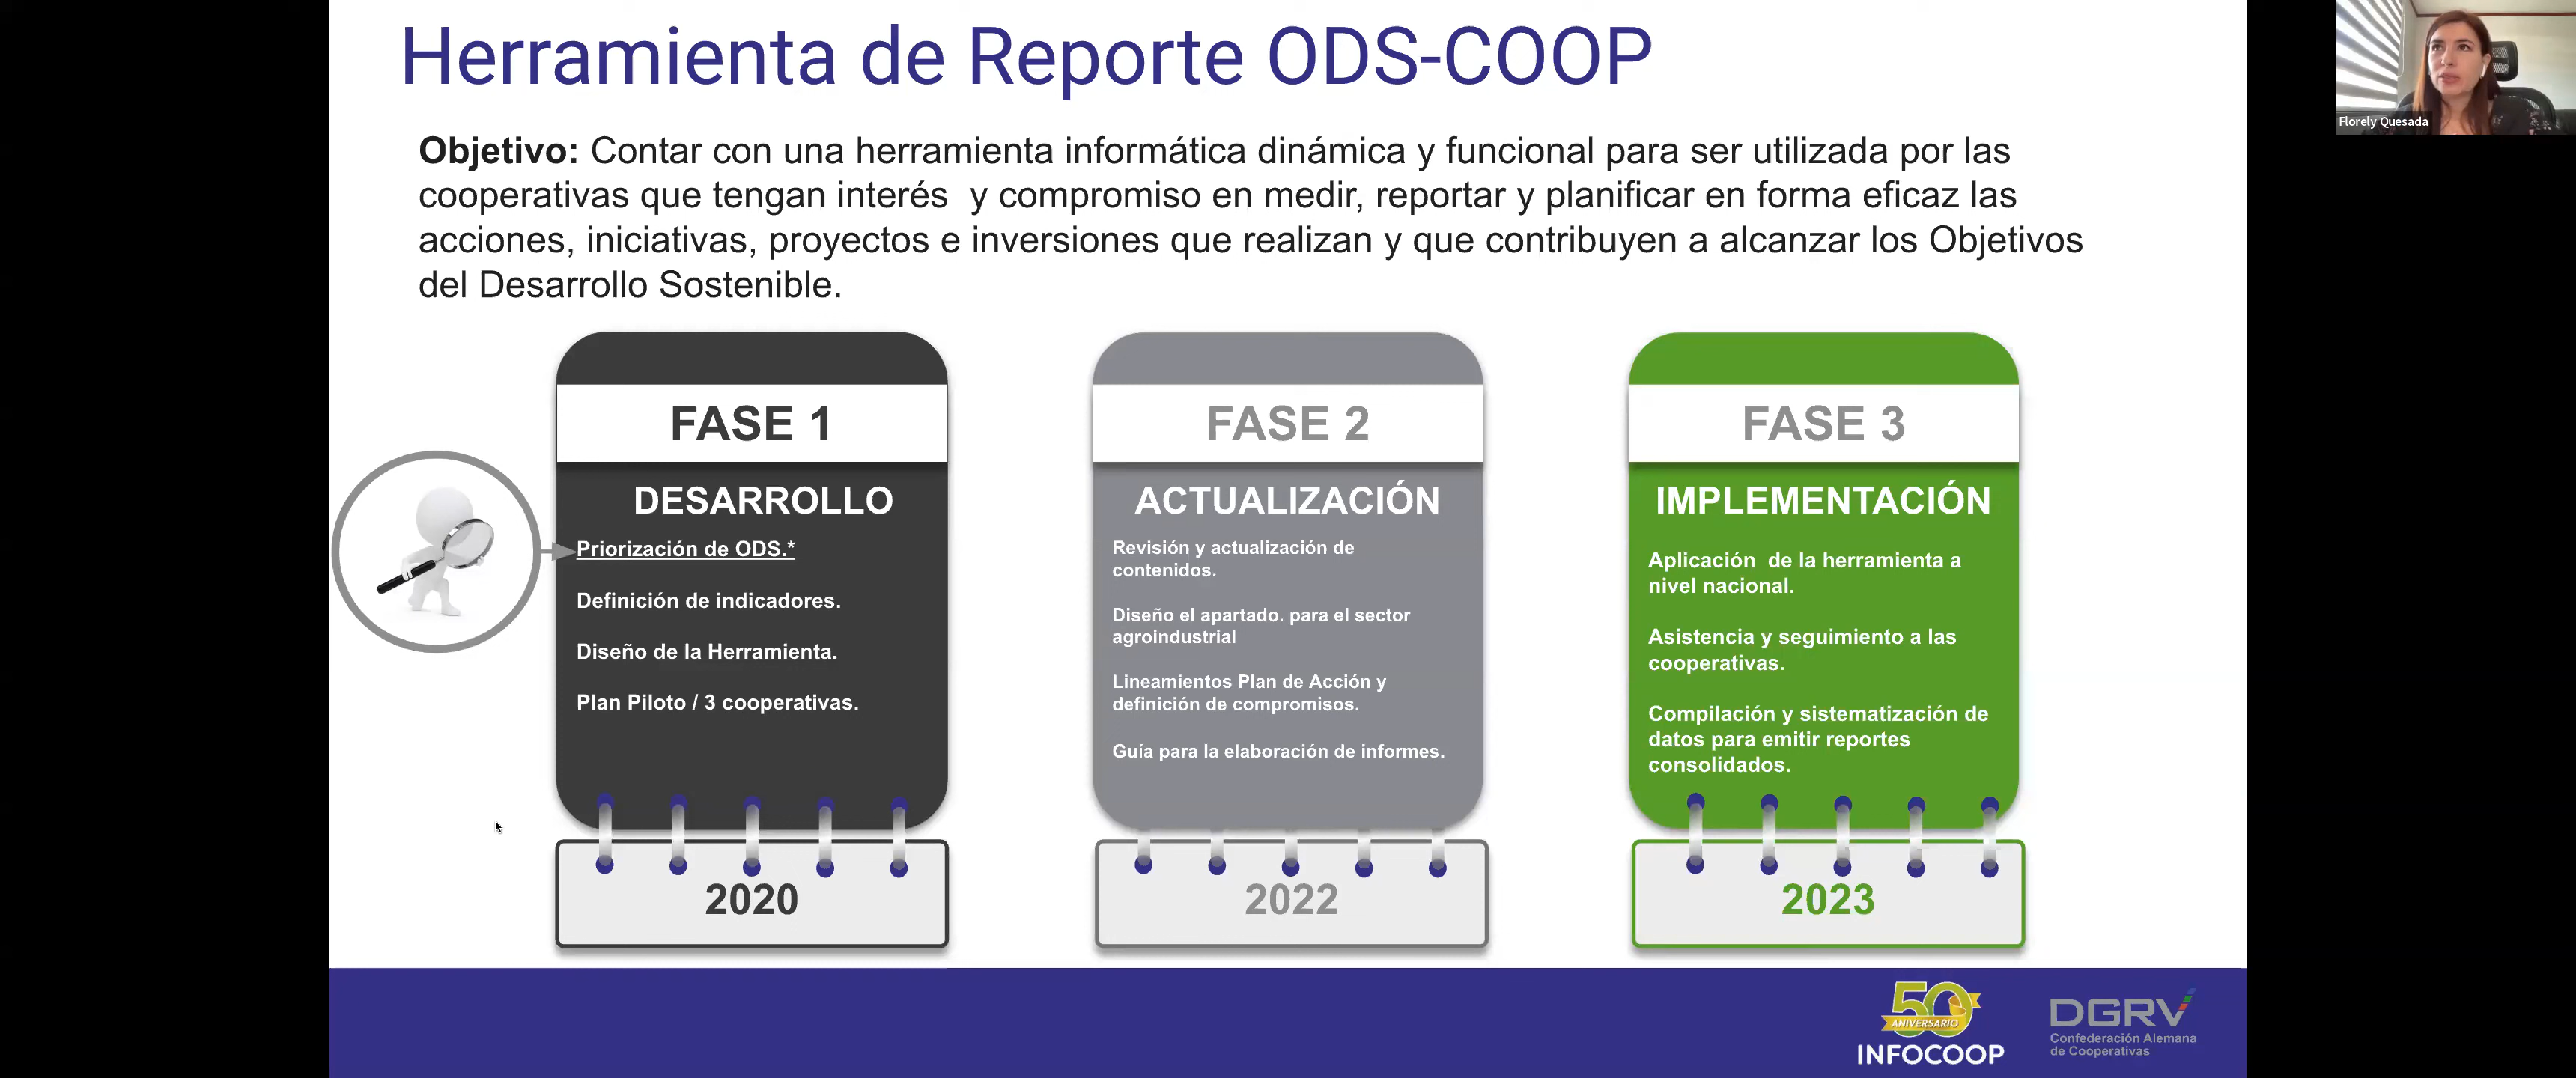 Herramienta de Reporte ODS-COOP
Florely Quesada
Objetivo: Contar con una herramienta informática dinámica y funcional para ser utilizada por las
cooperativas que tengan interés  y compromiso en medir, reportar y planificar en forma eficaz las
acciones, iniciativas, proyectos e inversiones que realizan y que contribuyen a alcanzar los Objetivos
del Desarrollo Sostenible.
FASE 1
DESARROLLO
Priorización de ODS.*
Definición de indicadores.
Diseño de la Herramienta.
Plan Piloto / 3 cooperativas.
2020
FASE 2
ACTUALIZACIÓN
Revisión y actualización de
contenidos.
Diseño el apartado. para el sector
agroindustrial
Lineamientos Plan de Acción y
definición de compromisos.
Guía para la elaboración de informes.
2022
FASE 3
IMPLEMENTACIÓN
Aplicación  de la herramienta a
nivel nacional.
Asistencia y seguimiento a las
cooperativas.
Compilación y sistematización de
datos para emitir reportes
consolidados.
2023
50
ANIVERSARIO
INFOCOOP
DGRV
Confederación Alemana
de Cooperativas